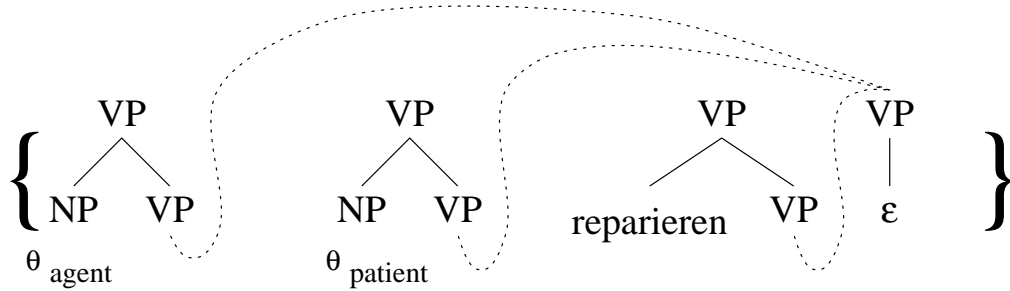 VP VP VP VP
{ NP VP NP VP reparieren VP ε }
θ agent θ patient